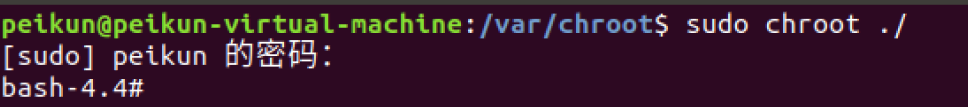 peikun@peikun-virtual-machine:/var/chroot$ sudo chroot ./
[sudo] peikun 的密码：
bash-4.4#